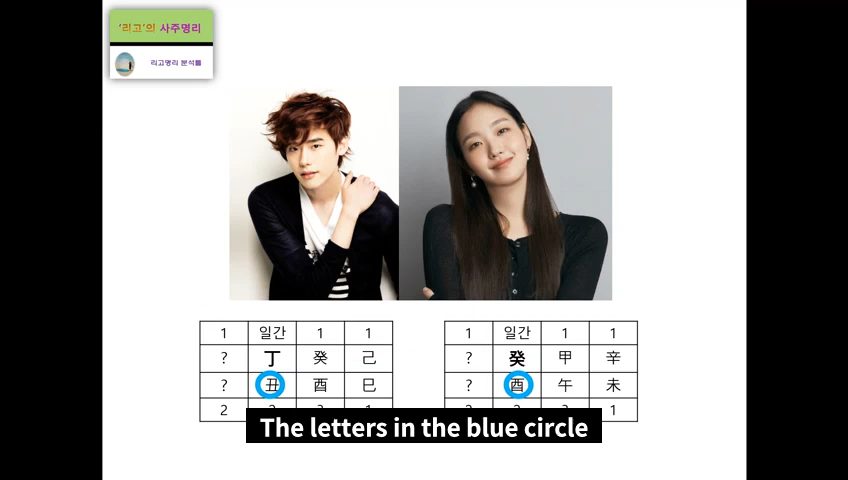 '리고'의 사주명리
리고명리 분석틀
1 일간 1 1
? 丁 癸 己
? 丑 酉 巳
2 1
1 일간 1 1
? 癸 甲 辛
? 酉 午 未
1
The letters in the blue circle